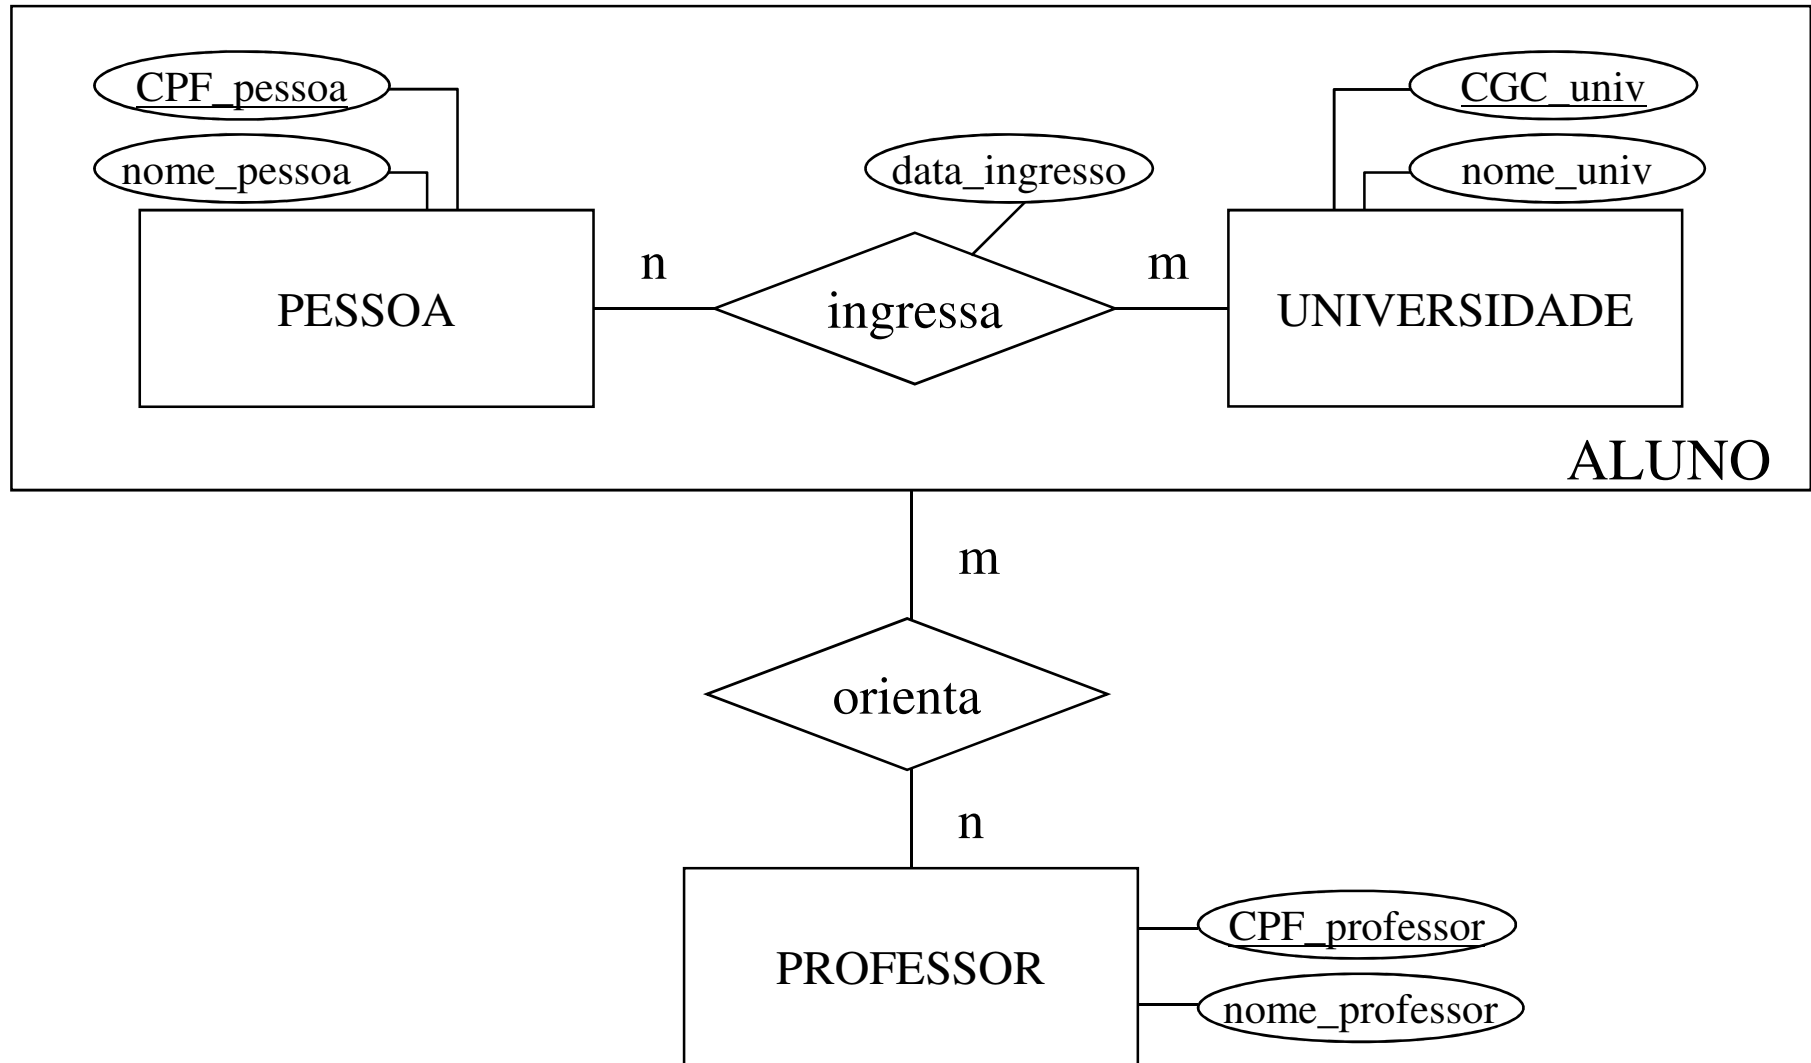 CPF_pessoa
CGC_univ
nome_pessoa
data_ingresso
nome_univ
n
m
PESSOA
ingressa
UNIVERSIDADE
ALUNO
m
orienta
n
CPF_professor
PROFESSOR
nome_professor